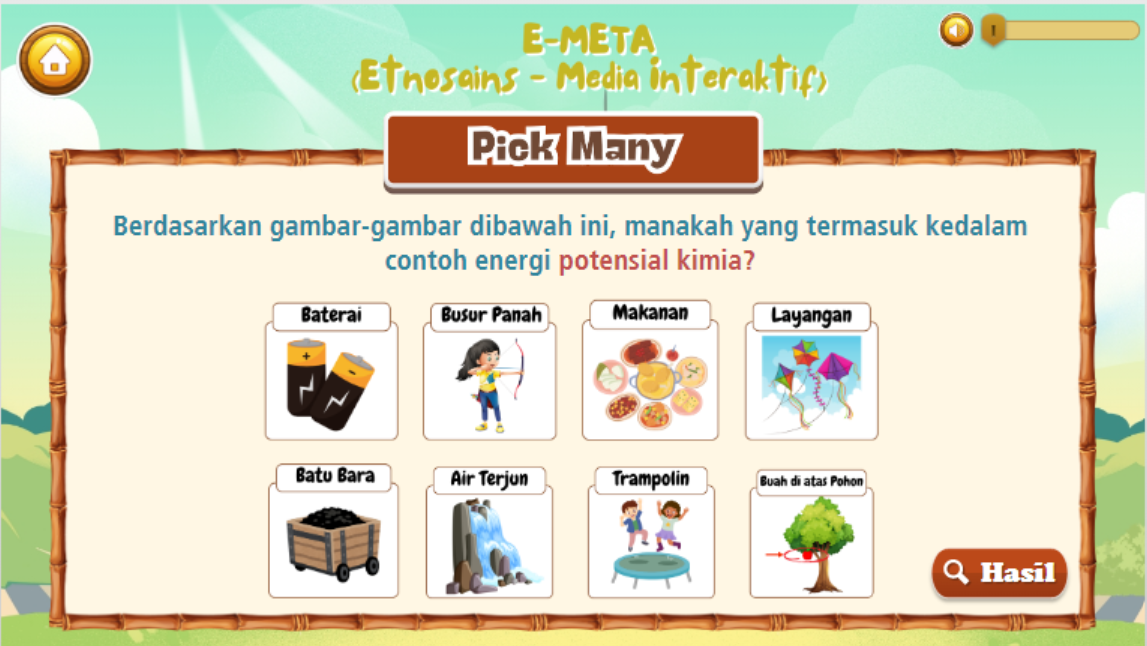 E-META
(Etnosains - Media interaktif)
Pick Many
Berdasarkan gambar-gambar dibawah ini, manakah yang termasuk kedalam
contoh energi potensial kimia?
Baterai
Busur Panah
Makanan
Layangan
Batu Bara
Air Terjun
Trampolin
Buah di atas Pohon
Hasil